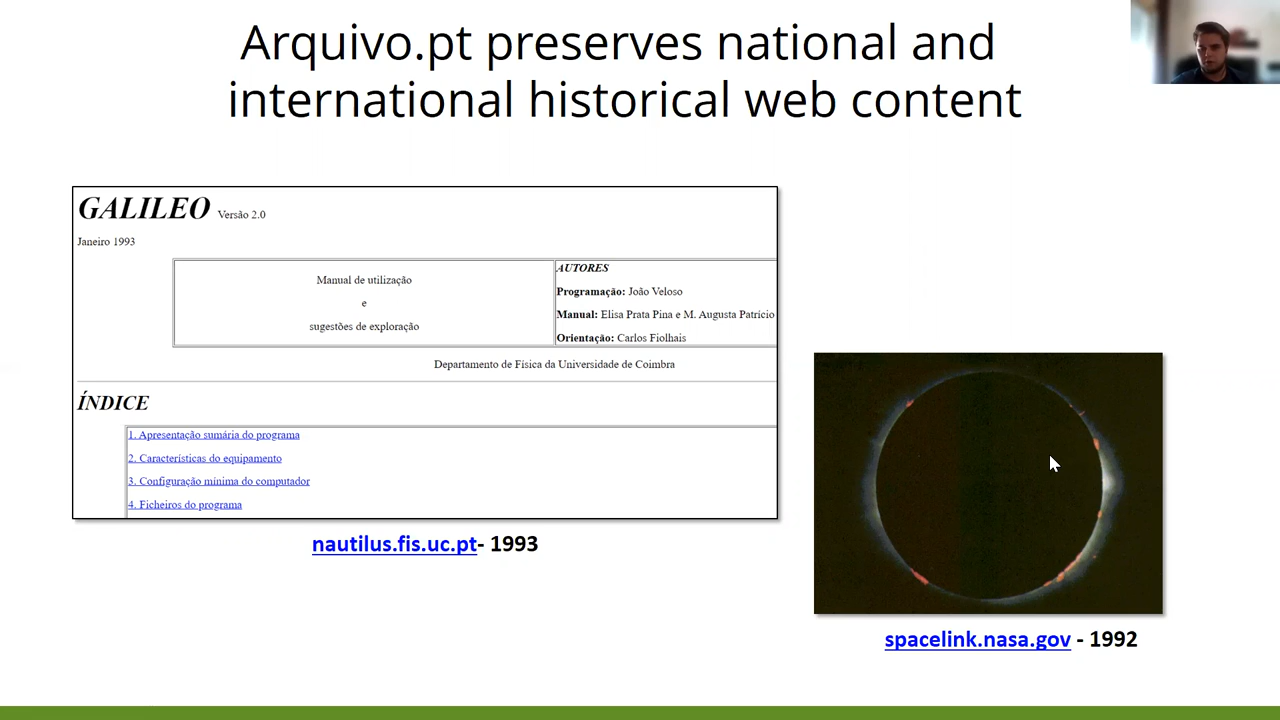 Arquivo.pt preserves national and
international historical web content
GALILEO Versão 2.0
Janeiro 1993
Manual de utilização
e
sugestões de exploração
AUTORES
Programação: João Veloso
Manual: Elisa Prata Pina e M. Augusta Patrício
Orientação: Carlos Fiolhais
Departamento de Física da Universidade de Coimbra
ÍNDICE
1. Apresentação sumária do programa
2. Características do equipamento
3. Configuração mínima do computador
4. Ficheiros do programa
nautilus.fis.uc.pt- 1993
spacelink.nasa.gov - 1992